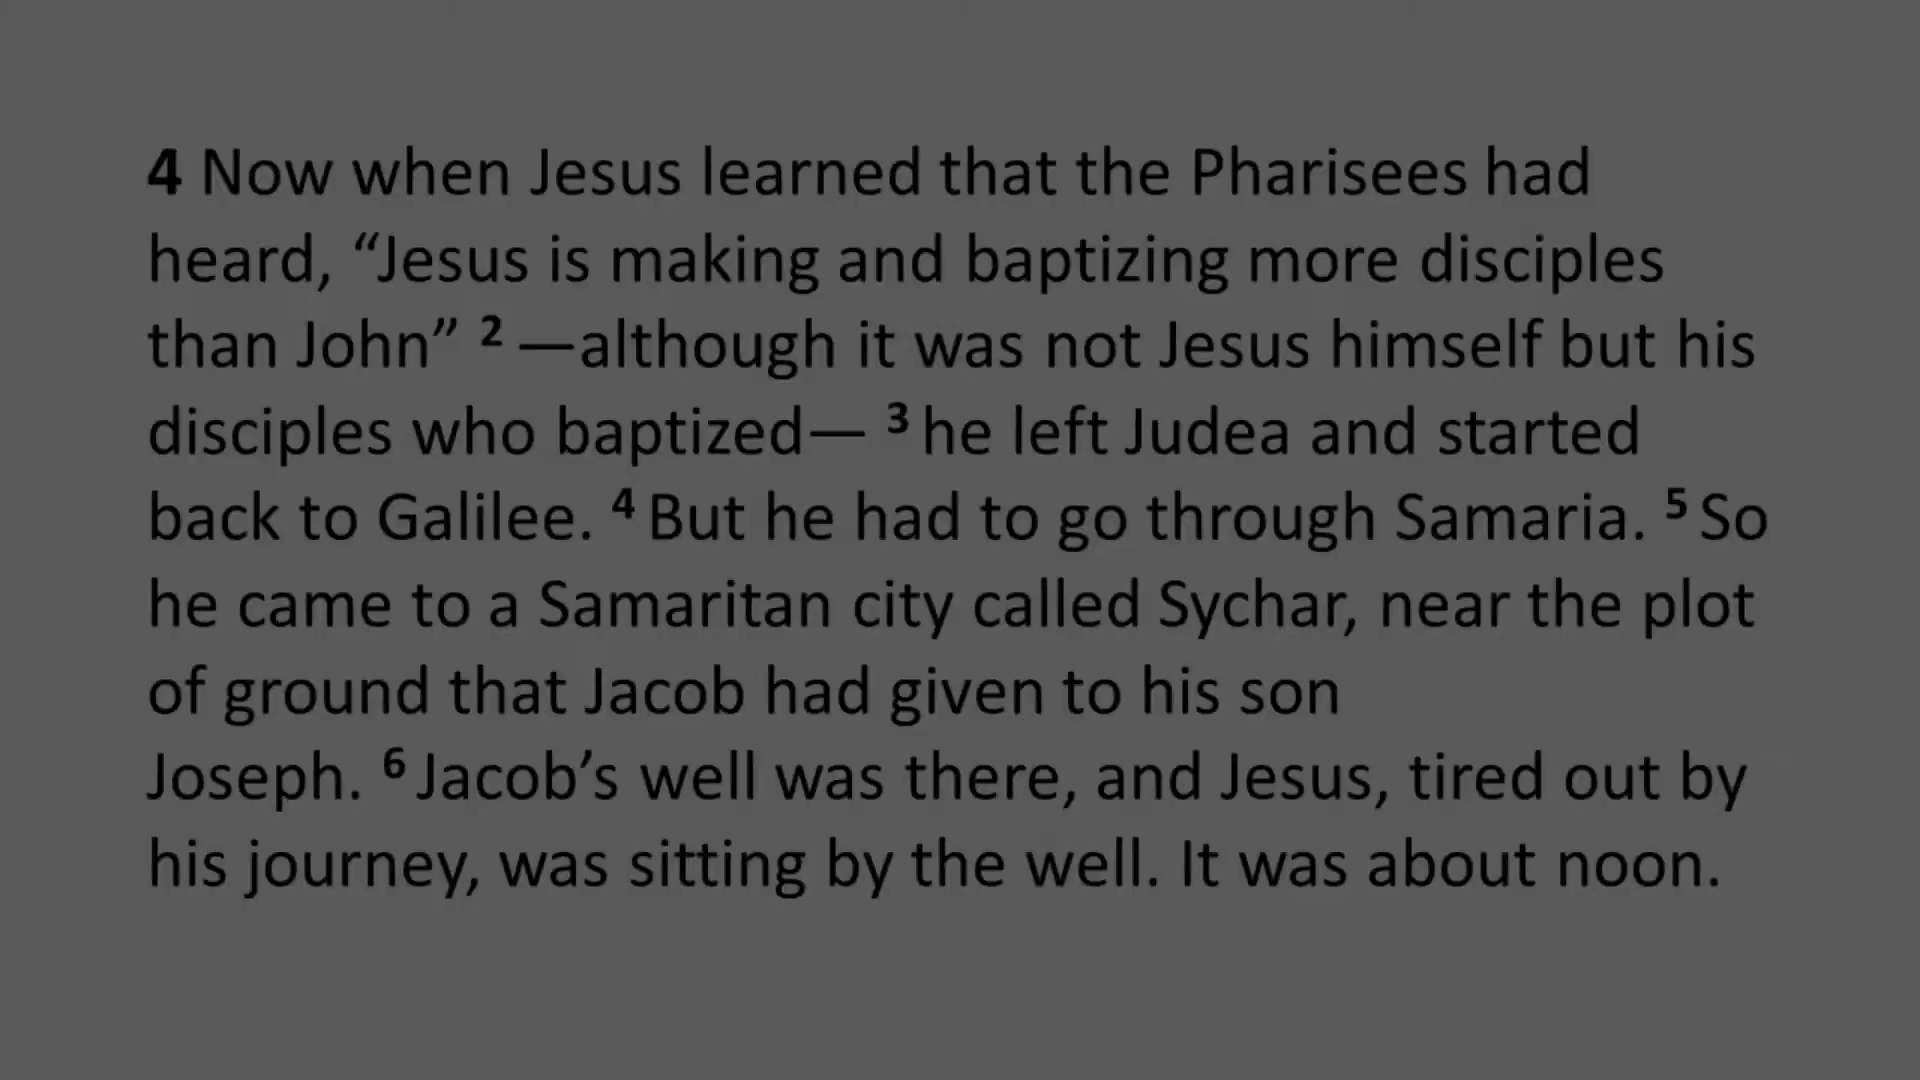 4 Now when Jesus learned that the Pharisees had
heard, “Jesus is making and baptizing more disciples
than John” 2 —although it was not Jesus himself but his
disciples who baptized— 3 he left Judea and started
back to Galilee. 4 But he had to go through Samaria. 5 So
he came to a Samaritan city called Sychar, near the plot
of ground that Jacob had given to his son
Joseph. 6 Jacob’s well was there, and Jesus, tired out by
his journey, was sitting by the well. It was about noon.